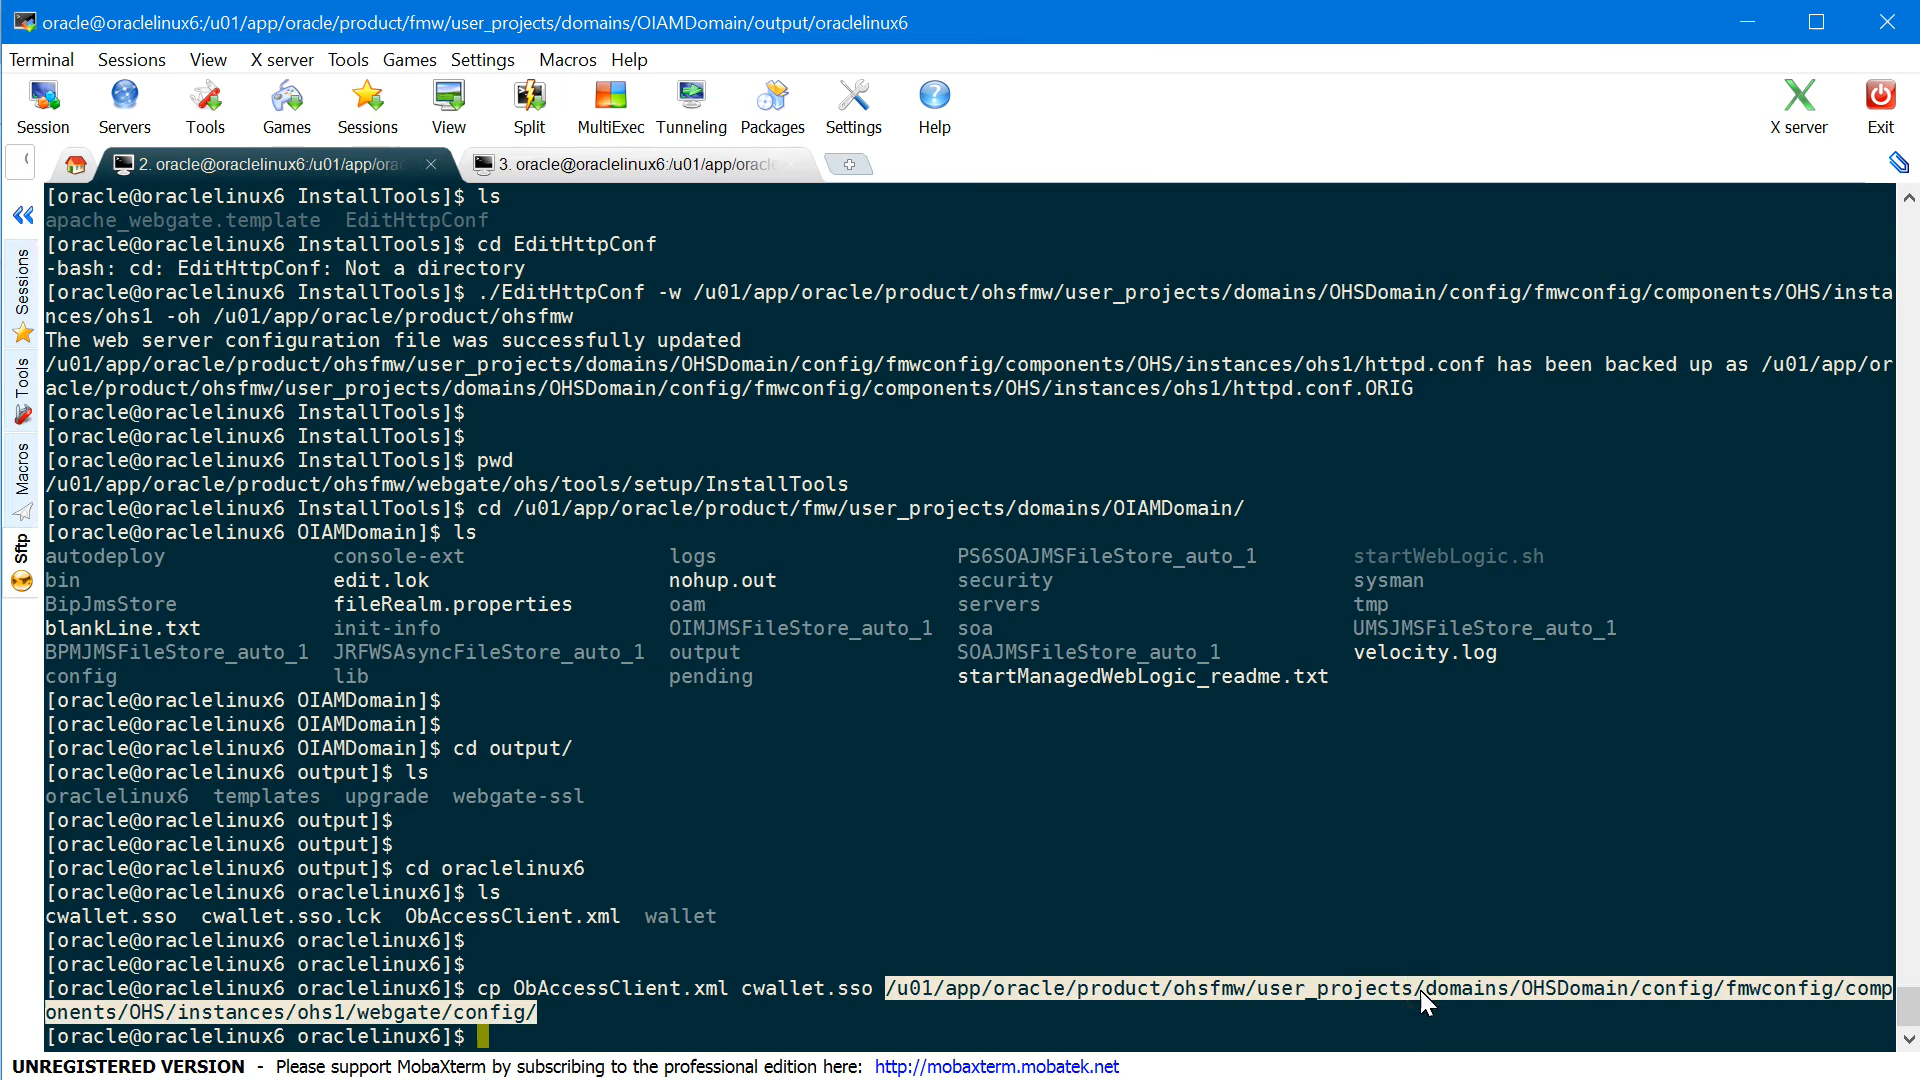 oracle@oraclelinux6:/u01/app/oracle/product/fmw/user_projects/domains/OIAMDomain/output/oraclelinux6
Terminal Sessions View X server Tools Games Settings Macros Help
Session Servers Tools Games Sessions View Split MultiExec Tunneling Packages Settings Help X server Exit
2. oracle@oraclelinux6:/u01/app/ora
3. oracle@oraclelinux6:/u01/app/oracle
Sessions
Tools
Macros
Sftp
[oracle@oraclelinux6 InstallTools]$ ls
apache_webgate.template  EditHttpConf
[oracle@oraclelinux6 InstallTools]$ cd EditHttpConf
-bash: cd: EditHttpConf: Not a directory
[oracle@oraclelinux6 InstallTools]$ ./EditHttpConf -w /u01/app/oracle/product/ohsfmw/user_projects/domains/OHSDomain/config/fmwconfig/components/OHS/insta
nces/ohs1 -oh /u01/app/oracle/product/ohsfmw
The web server configuration file was successfully updated
/u01/app/oracle/product/ohsfmw/user_projects/domains/OHSDomain/config/fmwconfig/components/OHS/instances/ohs1/httpd.conf has been backed up as /u01/app/or
acle/product/ohsfmw/user_projects/domains/OHSDomain/config/fmwconfig/components/OHS/instances/ohs1/httpd.conf.ORIG
[oracle@oraclelinux6 InstallTools]$
[oracle@oraclelinux6 InstallTools]$
[oracle@oraclelinux6 InstallTools]$ pwd
/u01/app/oracle/product/ohsfmw/webgate/ohs/tools/setup/InstallTools
[oracle@oraclelinux6 InstallTools]$ cd /u01/app/oracle/product/fmw/user_projects/domains/OIAMDomain/
[oracle@oraclelinux6 OIAMDomain]$ ls
autodeploy  console-ext  logs  PS6SOAJMSFileStore_auto_1  startWebLogic.sh
bin  edit.lok  nohup.out  security  sysman
BipJmsStore  fileRealm.properties  oam  servers  tmp
blankLine.txt  init-info  OIMJMSFileStore_auto_1  soa  UMSJMSFileStore_auto_1
BPMJMSFileStore_auto_1  JRFWSAsyncFileStore_auto_1  output  SOAJMSFileStore_auto_1  velocity.log
config  lib  pending  startManagedWebLogic_readme.txt
[oracle@oraclelinux6 OIAMDomain]$
[oracle@oraclelinux6 OIAMDomain]$
[oracle@oraclelinux6 OIAMDomain]$ cd output/
[oracle@oraclelinux6 output]$ ls
oraclelinux6  templates  upgrade  webgate-ssl
[oracle@oraclelinux6 output]$
[oracle@oraclelinux6 output]$
[oracle@oraclelinux6 output]$ cd oraclelinux6
[oracle@oraclelinux6 oraclelinux6]$ ls
cwallet.sso  cwallet.sso.lck  ObAccessClient.xml  wallet
[oracle@oraclelinux6 oraclelinux6]$
[oracle@oraclelinux6 oraclelinux6]$
[oracle@oraclelinux6 oraclelinux6]$ cp ObAccessClient.xml cwallet.sso /u01/app/oracle/product/ohsfmw/user_projects/domains/OHSDomain/config/fmwconfig/comp
onents/OHS/instances/ohs1/webgate/config/
[oracle@oraclelinux6 oraclelinux6]$
UNREGISTERED VERSION - Please support MobaXterm by subscribing to the professional edition here: http://mobaxterm.mobatek.net